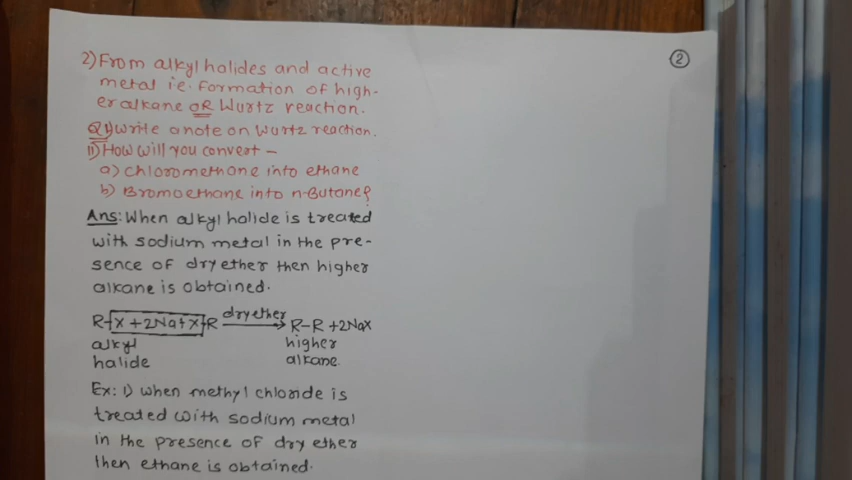 2) From alkyl halides and active
metal i.e. Formation of high-
er alkane OR Wurtz reaction.
Q1) Write a note on Wurtz reaction.
ii) How will you convert -
a) chloromethane into ethane
b) Bromoethane into n-Butane?
Ans: When alkyl halide is treated
with sodium metal in the pre-
sence of dry ether then higher
alkane is obtained.
R-X + 2Na + X-R dry ether → R-R + 2NaX
alkyl halide
higher alkane.
Ex: 1) when methyl chloride is
treated with sodium metal
in the presence of dry ether
then ethane is obtained.
2